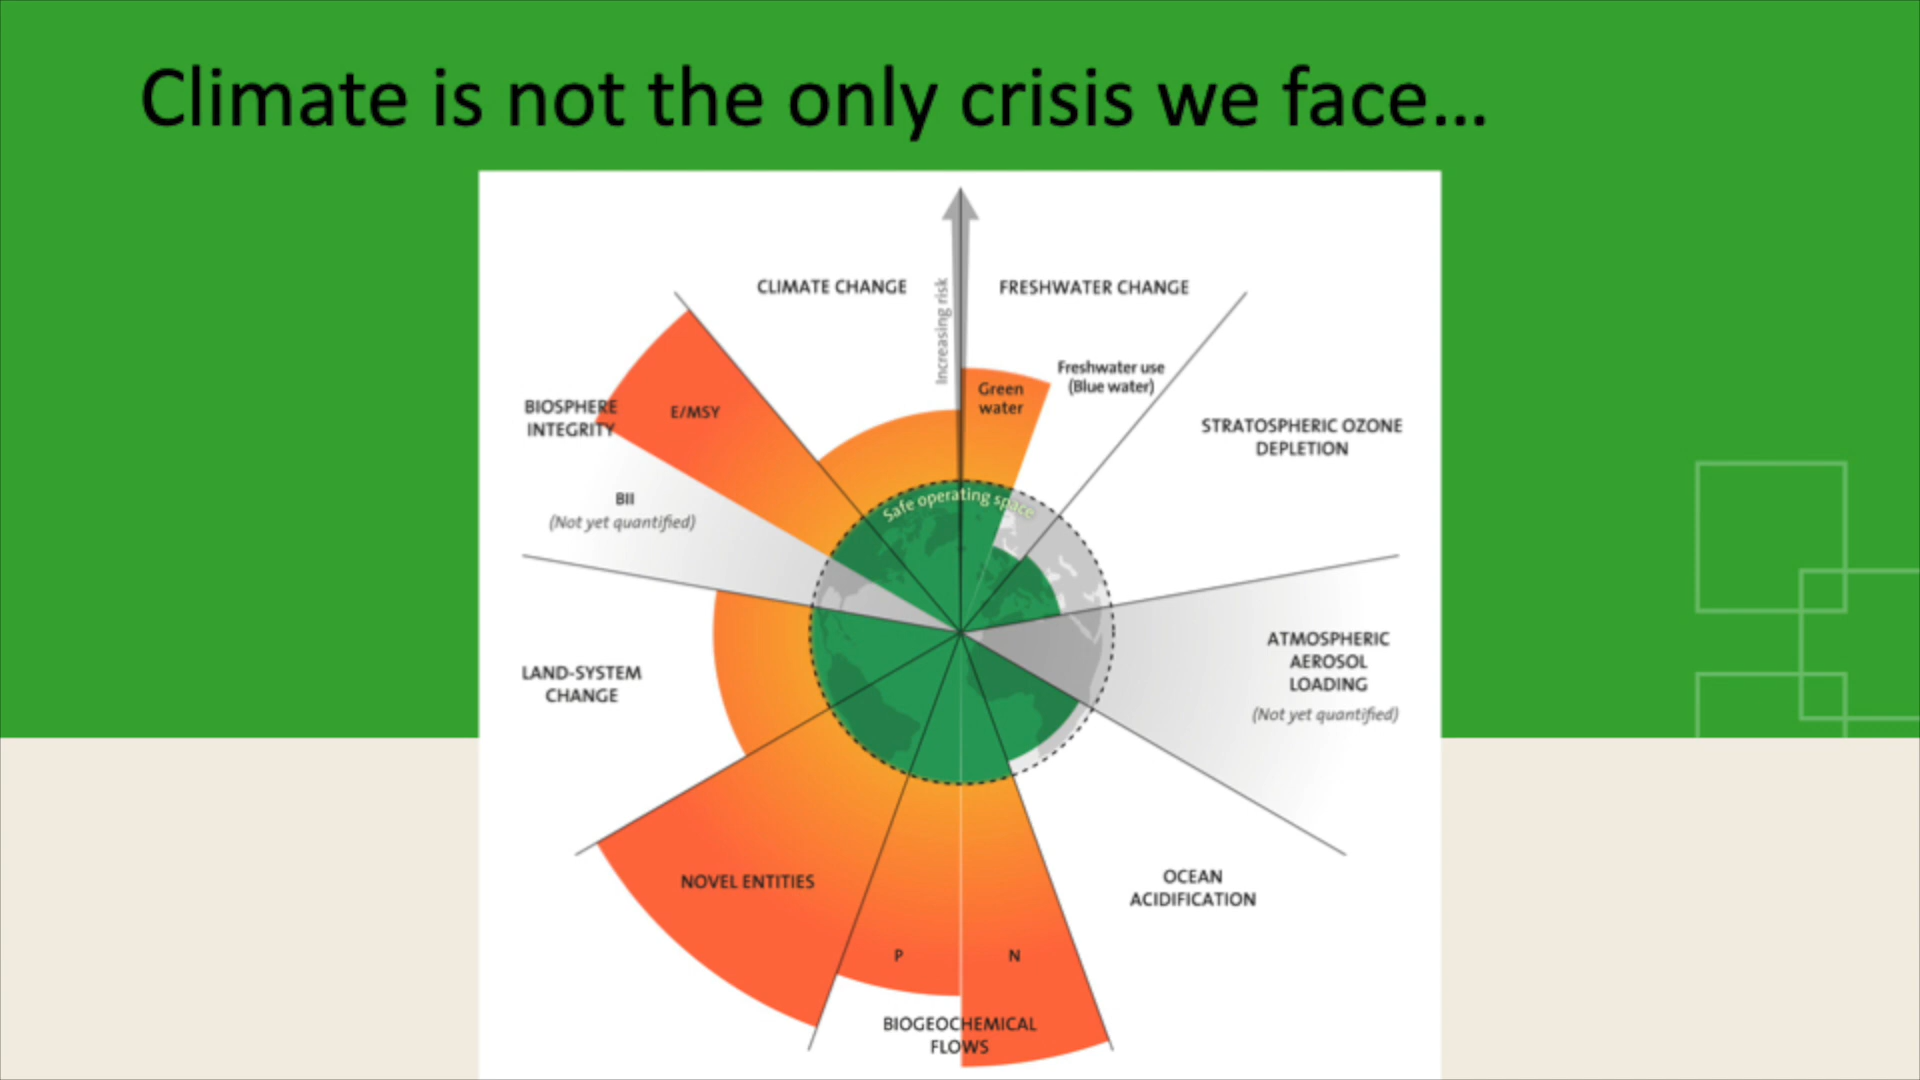 Climate is not the only crisis we face...
CLIMATE CHANGE
Increasing risk
FRESHWATER CHANGE
Green
water
Freshwater use
(Blue water)
BIOSPHERE
INTEGRITY
E/MSY
STRATOSPHERIC OZONE
DEPLETION
BII
(Not yet quantified)
Safe operating space
ATMOSPHERIC
AEROSOL
LOADING
(Not yet quantified)
LAND-SYSTEM
CHANGE
NOVEL ENTITIES
OCEAN
ACIDIFICATION
P
N
BIOGEOCHEMICAL
FLOWS